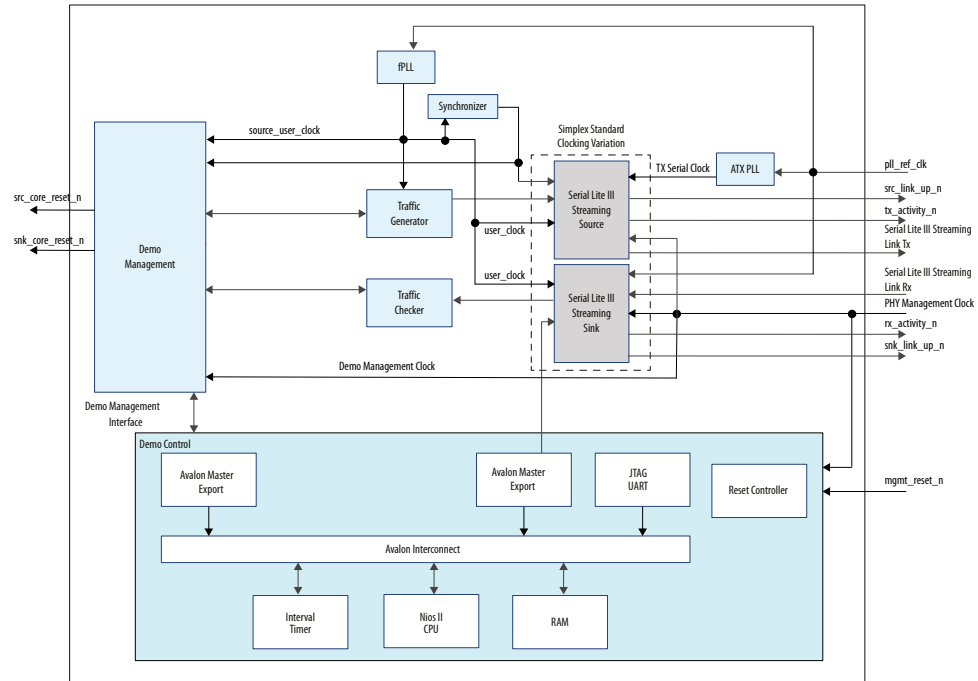 fPLL
Synchronizer
source_user_clock
Simplex Standard
Clocking Variation
TX Serial Clock
ATX PLL
pll_ref_clk
src_core_reset_n
snk_core_reset_n
Demo
Management
Traffic
Generator
user_clock
Serial Lite III
Streaming
Source
src_link_up_n
tx_activity_n
Serial Lite III Streaming
Link Tx
user_clock
Traffic
Checker
Serial Lite III
Streaming
Sink
Serial Lite III Streaming
Link Rx
PHY Management Clock
rx_activity_n
snk_link_up_n
Demo Management Clock
Demo Management
Interface
Demo Control
Avalon Master
Export
Avalon Master
Export
JTAG
UART
Reset Controller
mgmt_reset_n
Avalon Interconnect
Interval
Timer
Nios II
CPU
RAM